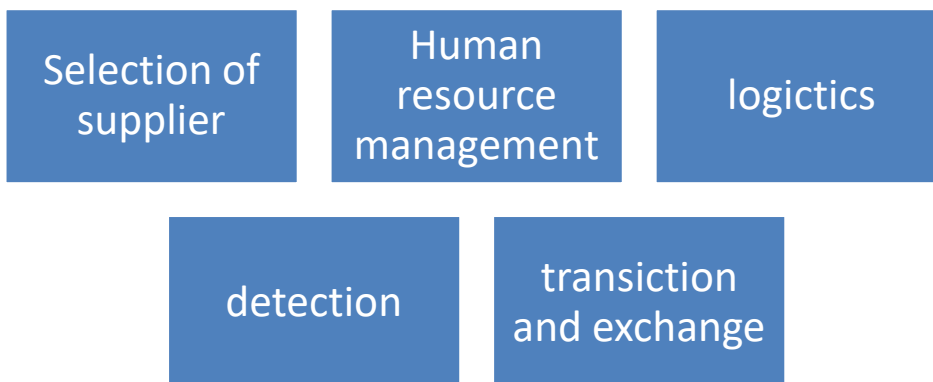 Selection of
supplier
Human
resource
management
logictics
detection
transiction
and exchange